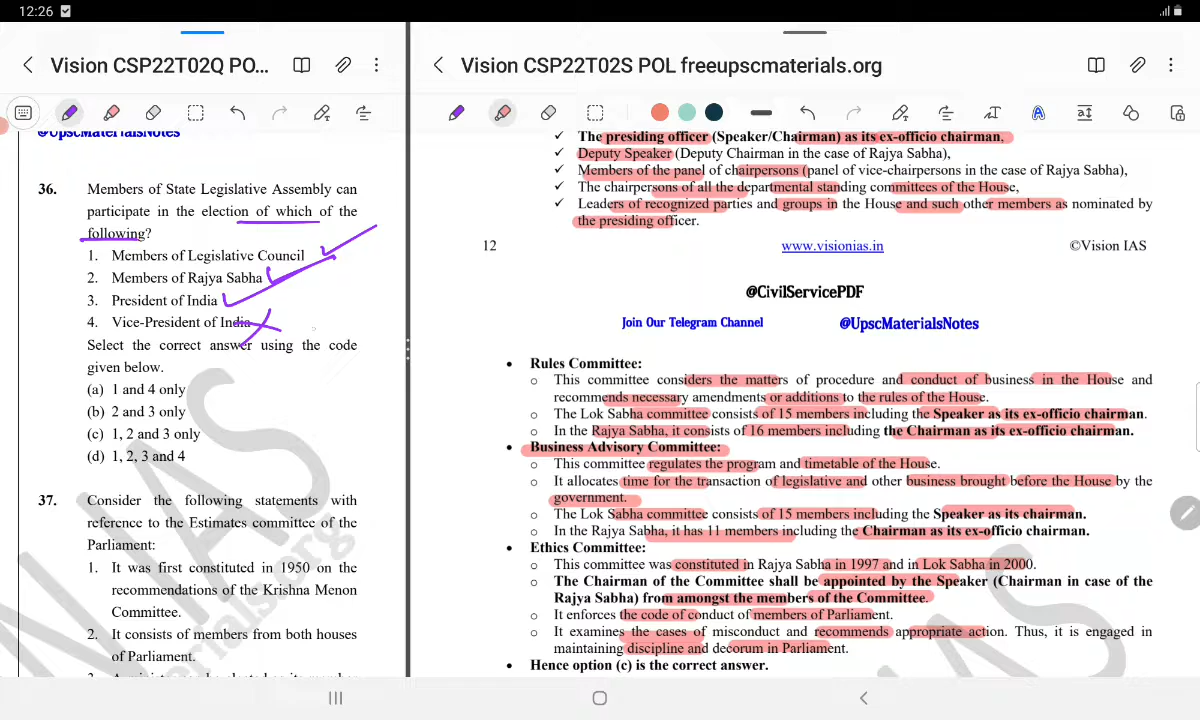 12:26
Vision CSP22T02Q PO...
@UpscMaterialsNotes
36. Members of State Legislative Assembly can
participate in the election of which of the
following?
1. Members of Legislative Council
2. Members of Rajya Sabha
3. President of India
4. Vice-President of India
Select the correct answer using the code
given below.
(a) 1 and 4 only
(b) 2 and 3 only
(c) 1, 2 and 3 only
(d) 1, 2, 3 and 4
37. Consider the following statements with
reference to the Estimates committee of the
Parliament:
1. It was first constituted in 1950 on the
recommendations of the Krishna Menon
Committee.
2. It consists of members from both houses
of Parliament.
Vision CSP22T02S POL freeupscmaterials.org
✓ The presiding officer (Speaker/Chairman) as its ex-officio chairman,
✓ Deputy Speaker (Deputy Chairman in the case of Rajya Sabha),
✓ Members of the panel of chairpersons (panel of vice-chairpersons in the case of Rajya Sabha),
✓ The chairpersons of all the departmental standing committees of the House,
✓ Leaders of recognized parties and groups in the House and such other members as nominated by
the presiding officer.
12 www.visionias.in ©Vision IAS
@CivilServicePDF
Join Our Telegram Channel @UpscMaterialsNotes
• Rules Committee:
o This committee considers the matters of procedure and conduct of business in the House and
recommends necessary amendments or additions to the rules of the House.
o The Lok Sabha committee consists of 15 members including the Speaker as its ex-officio chairman.
o In the Rajya Sabha, it consists of 16 members including the Chairman as its ex-officio chairman.
• Business Advisory Committee:
o This committee regulates the program and timetable of the House.
o It allocates time for the transaction of legislative and other business brought before the House by the
government.
o The Lok Sabha committee consists of 15 members including the Speaker as its chairman.
o In the Rajya Sabha, it has 11 members including the Chairman as its ex-officio chairman.
• Ethics Committee:
o This committee was constituted in Rajya Sabha in 1997 and in Lok Sabha in 2000.
o The Chairman of the Committee shall be appointed by the Speaker (Chairman in case of the
Rajya Sabha) from amongst the members of the Committee.
o It enforces the code of conduct of members of Parliament.
o It examines the cases of misconduct and recommends appropriate action. Thus, it is engaged in
maintaining discipline and decorum in Parliament.
• Hence option (c) is the correct answer.